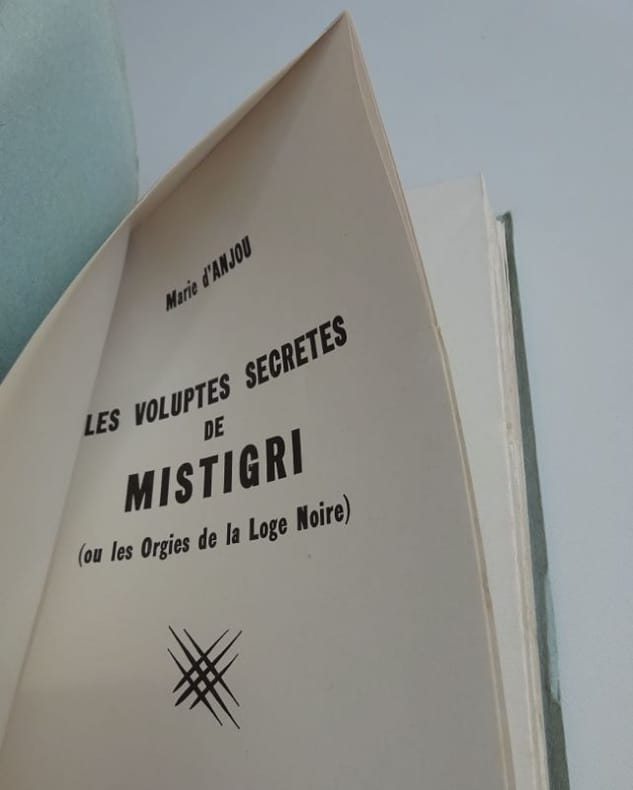 Marie d'ANJOU
LES VOLUPTES SECRETES
DE
MISTIGRI
(ou les Orgies de la Loge Noire)